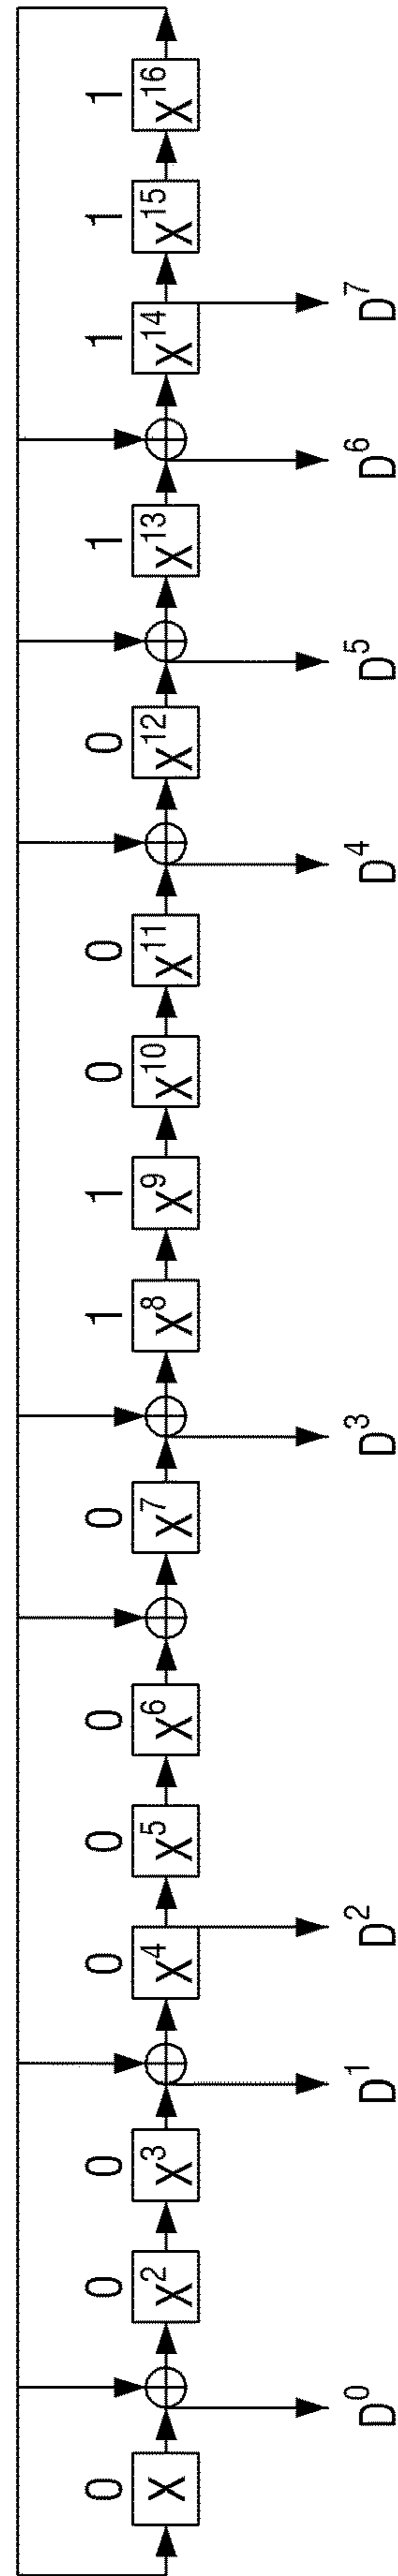 0 0 0 0 0 0 0 1 1 0 0 0 1 1 1 1
X X² X³ X⁴ X⁵ X⁶ X⁷ X⁸ X⁹ X¹⁰ X¹¹ X¹² X¹³ X¹⁴ X¹⁵ X¹⁶
D⁰ D¹ D² D³ D⁴ D⁵ D⁶ D⁷